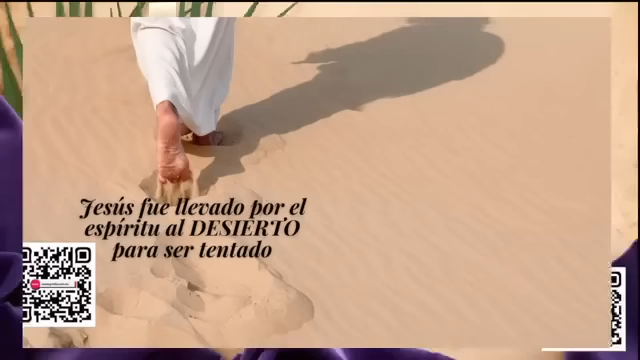 Jesús fue llevado por el
espíritu al DESIERTO
para ser tentado